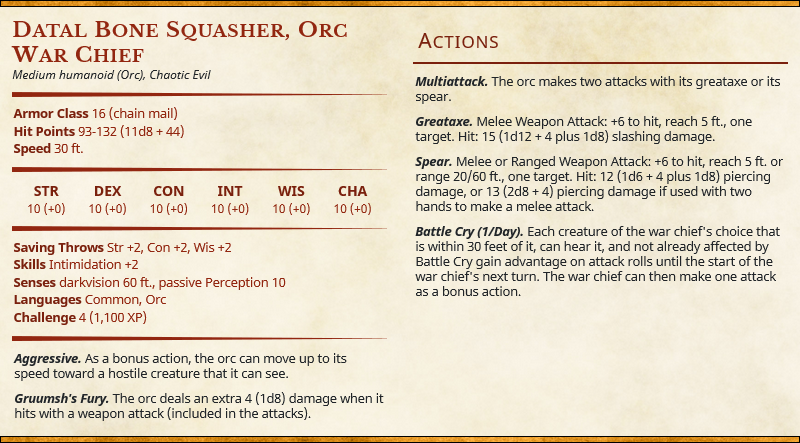 Datal Bone Squasher, Orc
War Chief
Medium humanoid (Orc), Chaotic Evil
Armor Class 16 (chain mail)
Hit Points 93-132 (11d8 + 44)
Speed 30 ft.
STR DEX CON INT WIS CHA
10 (+0) 10 (+0) 10 (+0) 10 (+0) 10 (+0) 10 (+0)
Saving Throws Str +2, Con +2, Wis +2
Skills Intimidation +2
Senses darkvision 60 ft., passive Perception 10
Languages Common, Orc
Challenge 4 (1,100 XP)
Aggressive. As a bonus action, the orc can move up to its
speed toward a hostile creature that it can see.
Gruumsh's Fury. The orc deals an extra 4 (1d8) damage when it
hits with a weapon attack (included in the attacks).
Actions
Multiattack. The orc makes two attacks with its greataxe or its
spear.
Greataxe. Melee Weapon Attack: +6 to hit, reach 5 ft., one
target. Hit: 15 (1d12 + 4 plus 1d8) slashing damage.
Spear. Melee or Ranged Weapon Attack: +6 to hit, reach 5 ft. or
range 20/60 ft., one target. Hit: 12 (1d6 + 4 plus 1d8) piercing
damage, or 13 (2d8 + 4) piercing damage if used with two
hands to make a melee attack.
Battle Cry (1/Day). Each creature of the war chief's choice that
is within 30 feet of it, can hear it, and not already affected by
Battle Cry gain advantage on attack rolls until the start of the
war chief's next turn. The war chief can then make one attack
as a bonus action.